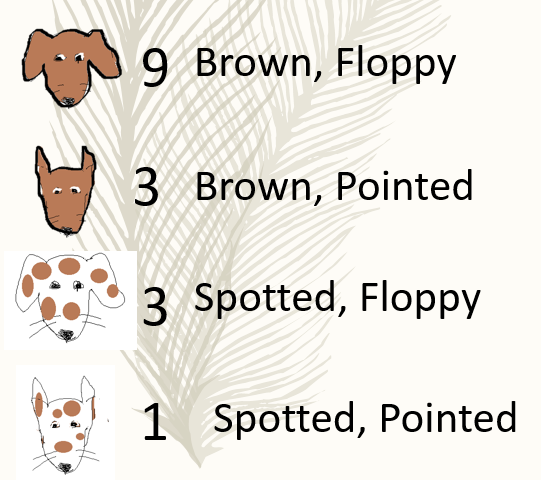 9 Brown, Floppy
3 Brown, Pointed
3 Spotted, Floppy
1 Spotted, Pointed